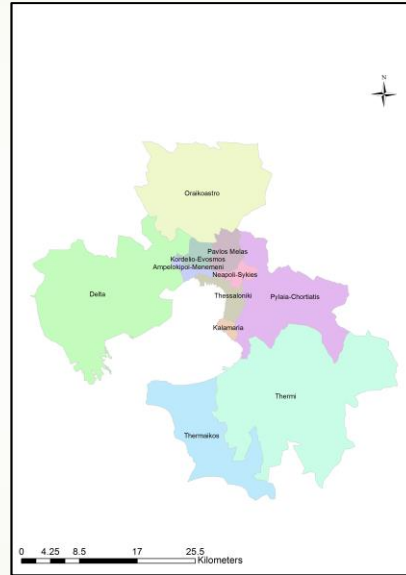 N
Oraikoastro
Pavlos Melas
Kordelio-Evosmos
Ampelokipoi-Menemeni
Neapoli-Sykies
Delta
Thessaloniki
Pylaia-Chortiatis
Kalamaria
Thermi
Thermaikos
0 4.25 8.5 17 25.5
Kilometers